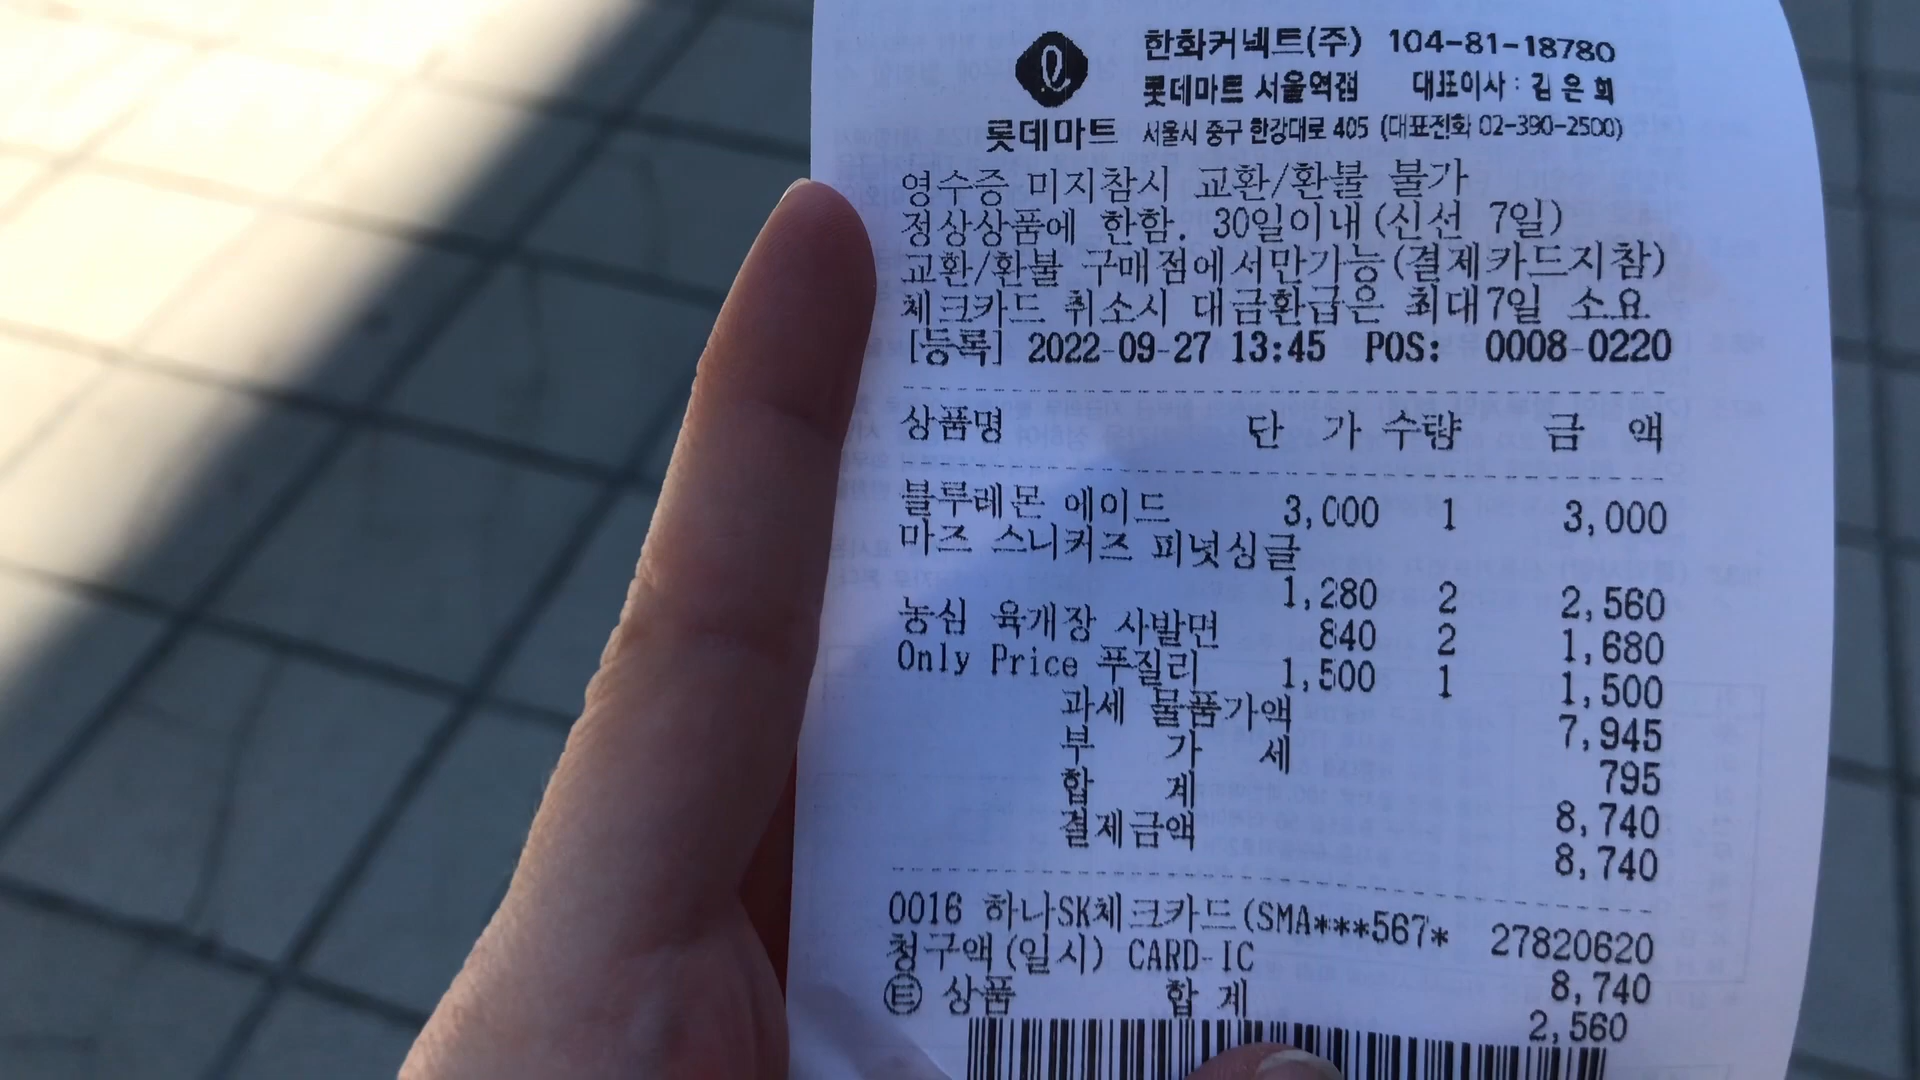 한화커넥트(주) 104-81-18780
롯데마트 서울역점 대표이사 : 김은희
롯데마트 서울시 중구 한강대로 405 (대표전화 02-390-2500)
영수증 미지참시 교환/환불 불가
정상상품에 한함. 30일이내(신선 7일)
교환/환불 구매점에서만가능(결제카드지참)
체크카드 취소시 대금환급은 최대7일 소요
[등록] 2022-09-27 13:45 POS: 0008-0220
상품명 단 가 수량 금 액
블루레몬 에이드 3,000 1 3,000
마즈 스니커즈 피넛싱글
1,280 2 2,560
농심 육개장 사발면 840 2 1,680
Only Price 푸질리 1,500 1 1,500
과세 물품가액 7,945
부 가 세 795
합 계 8,740
결제금액 8,740
0016 하나SK체크카드(SMA***567* 27820620
청구액(일시) CARD-IC 8,740
Ⓔ 상품 합 계 2,560